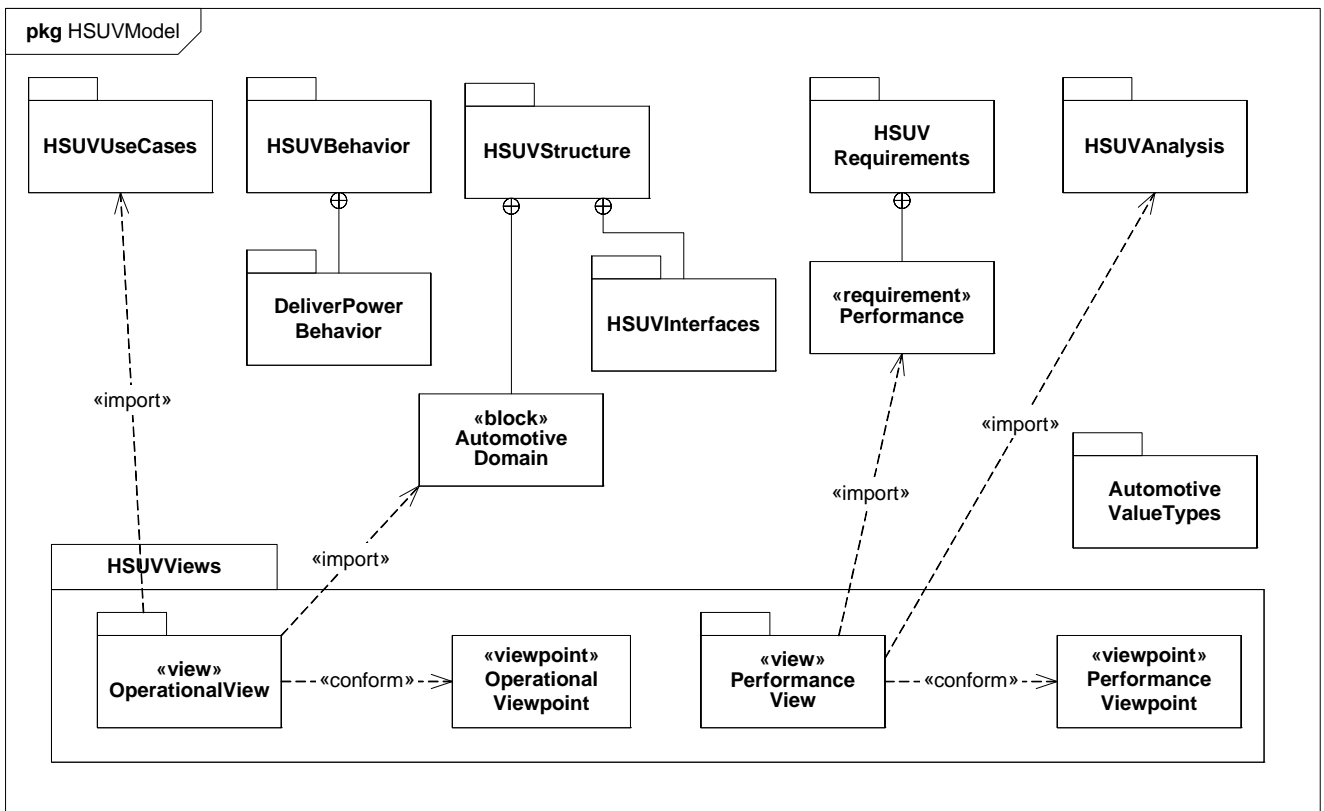 pkg HSUVModel
HSUVUseCases
HSUVBehavior
HSUVStructure
HSUV
Requirements
HSUVAnalysis
DeliverPower
Behavior
HSUVInterfaces
«requirement»
Performance
«import»
«block»
Automotive
Domain
«import»
«import»
Automotive
ValueTypes
«import»
HSUVViews
«view»
OperationalView
«conform»
«viewpoint»
Operational
Viewpoint
«view»
Performance
View
«conform»
«viewpoint»
Performance
Viewpoint